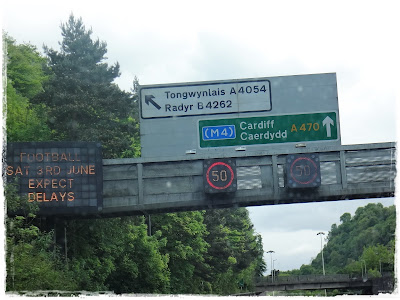 Tongwynlais A4054
Radyr B4262
(M4) Cardiff A470
Caerdydd
FOOTBALL
SAT 3RD JUNE
EXPECT
DELAYS
50
50